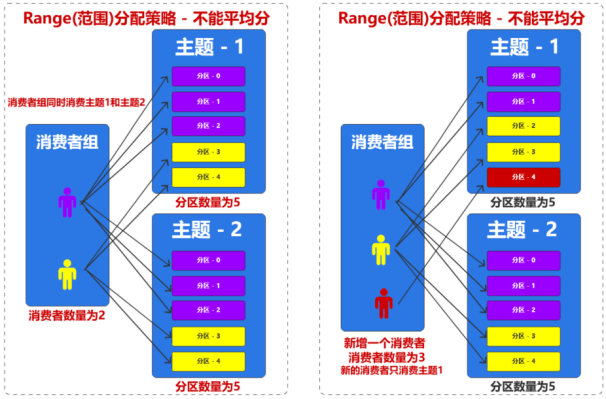 Range(范围)分配策略 - 不能平均分
主题 - 1
分区 - 0
分区 - 1
分区 - 2
分区 - 3
分区 - 4
分区数量为5
消费者组同时消费主题1和主题2
消费者组
消费者数量为2
主题 - 2
分区 - 0
分区 - 1
分区 - 2
分区 - 3
分区 - 4
分区数量为5
Range(范围)分配策略 - 不能平均分
主题 - 1
分区 - 0
分区 - 1
分区 - 2
分区 - 3
分区 - 4
分区数量为5
消费者组
新增一个消费者
消费者数量为3
新的消费者只消费主题1
主题 - 2
分区 - 0
分区 - 1
分区 - 2
分区 - 3
分区 - 4
分区数量为5